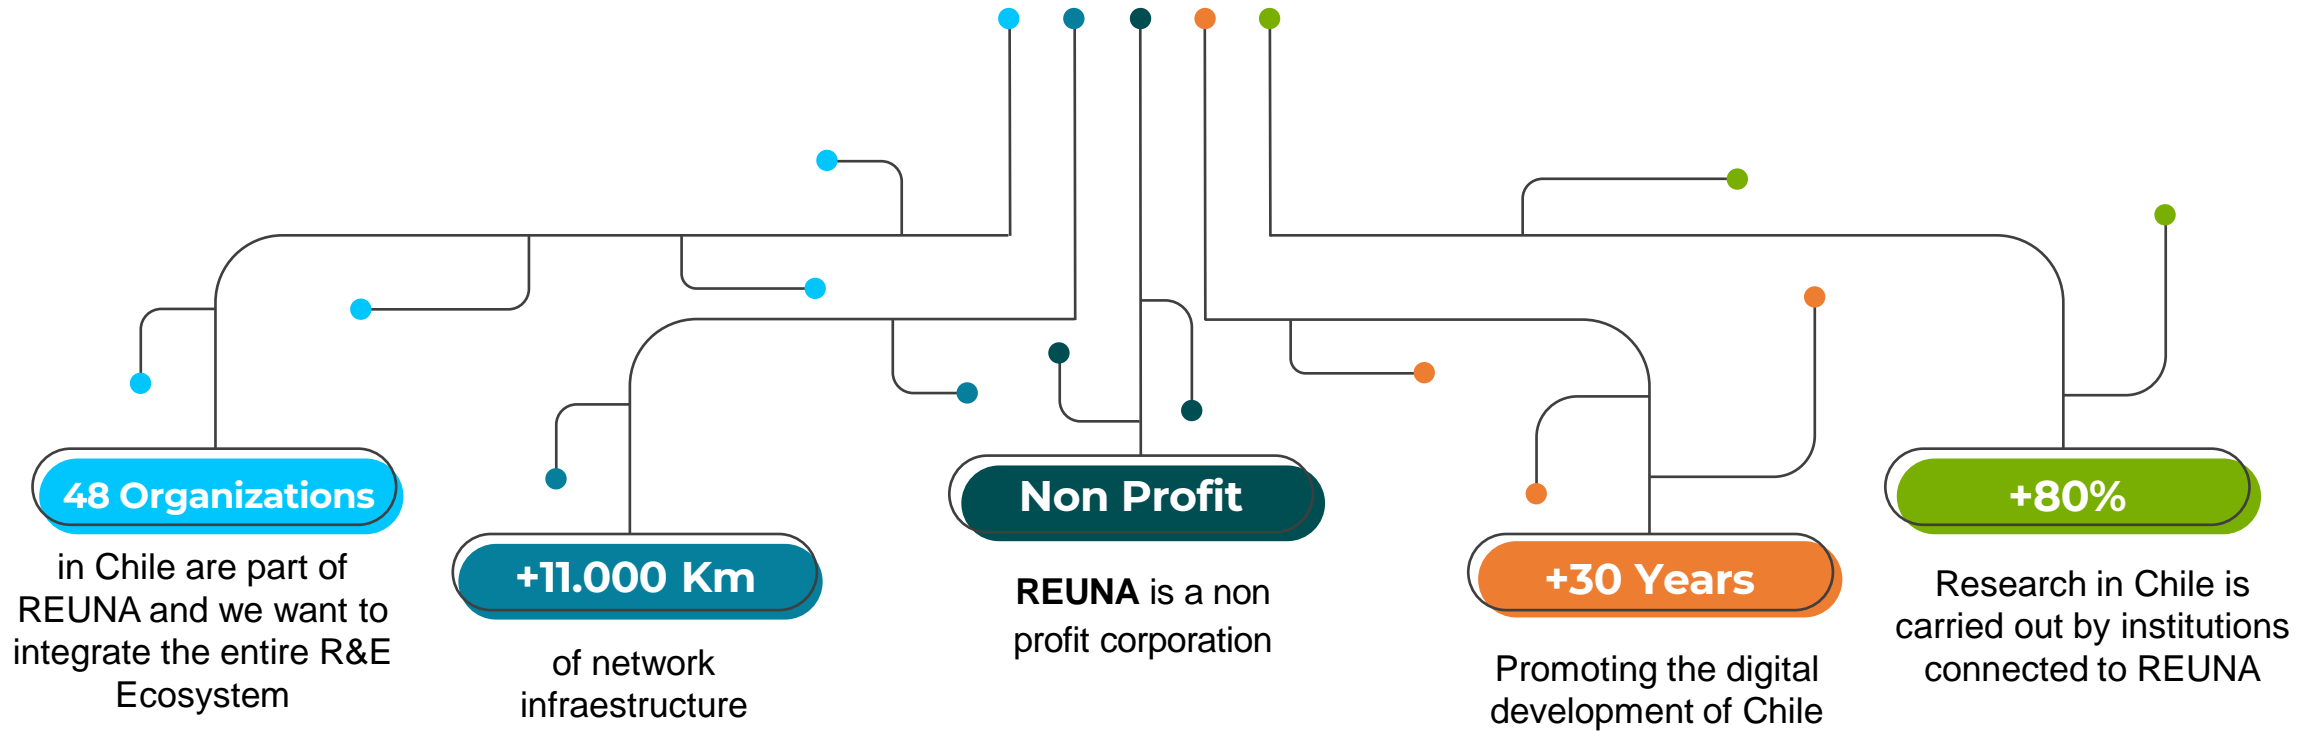 48 Organizations
in Chile are part of
REUNA and we want to
integrate the entire R&E
Ecosystem
+11.000 Km
of network
infraestructure
Non Profit
REUNA is a non
profit corporation
+30 Years
Promoting the digital
development of Chile
+80%
Research in Chile is
carried out by institutions
connected to REUNA